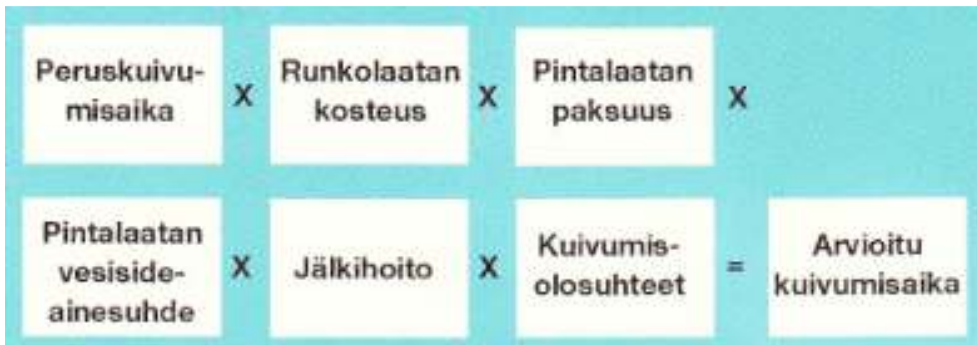 Peruskuivu-
misaika
X
Runkolaatan
kosteus
X
Pintalaatan
paksuus
X
Pintalaatan
vesiside-
ainesuhde
X
Jälkihoito
X
Kuivumis-
olosuhteet
=
Arvioitu
kuivumisaika